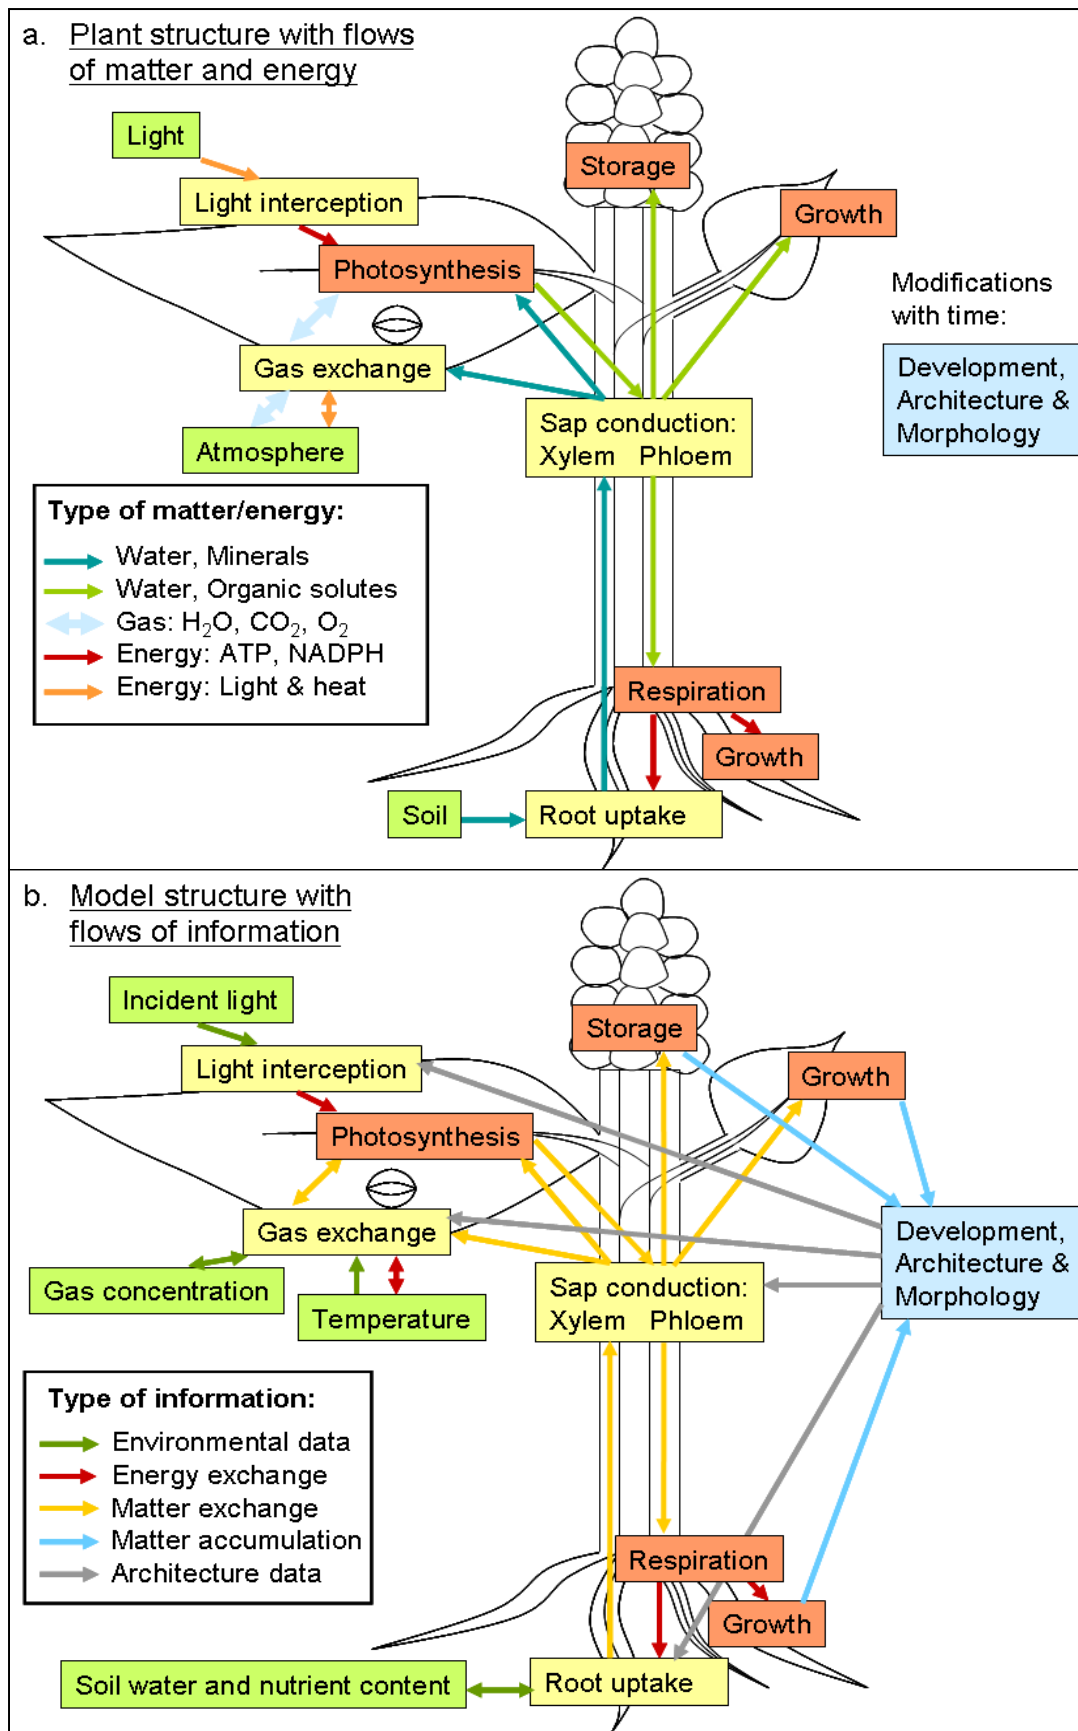 a. Plant structure with flows
of matter and energy
Light
Light interception
Photosynthesis
Gas exchange
Atmosphere
Storage
Growth
Modifications
with time:
Development,
Architecture &
Morphology
Sap conduction:
Xylem Phloem
Type of matter/energy:
Water, Minerals
Water, Organic solutes
Gas: H₂O, CO₂, O₂
Energy: ATP, NADPH
Energy: Light & heat
Respiration
Growth
Soil
Root uptake
b. Model structure with
flows of information
Incident light
Light interception
Photosynthesis
Gas exchange
Gas concentration
Temperature
Storage
Growth
Development,
Architecture &
Morphology
Sap conduction:
Xylem Phloem
Type of information:
Environmental data
Energy exchange
Matter exchange
Matter accumulation
Architecture data
Respiration
Growth
Soil water and nutrient content
Root uptake